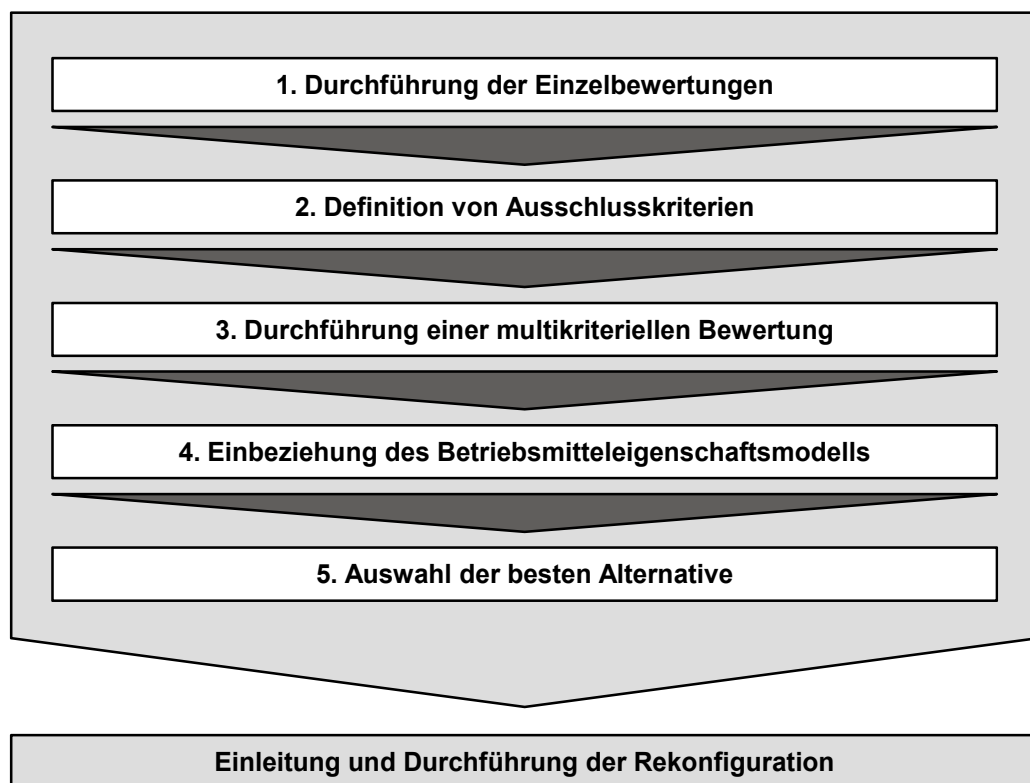 1. Durchführung der Einzelbewertungen
2. Definition von Ausschlusskriterien
3. Durchführung einer multikriteriellen Bewertung
4. Einbeziehung des Betriebsmitteleigenschaftsmodells
5. Auswahl der besten Alternative
Einleitung und Durchführung der Rekonfiguration